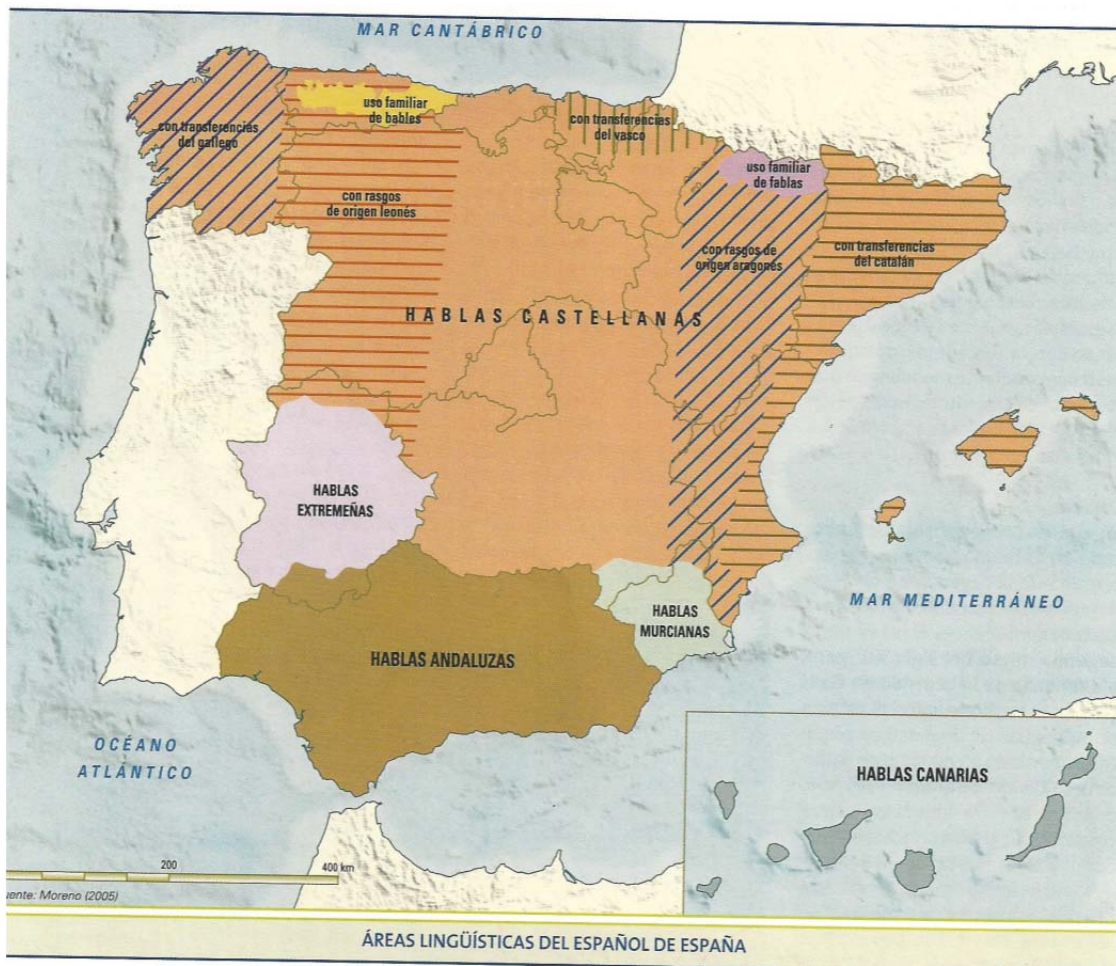 MAR CANTÁBRICO
uso familiar
de bables
con transferencias
del gallego
con transferencias
del vasco
uso familiar
de fablas
con rasgos
de origen leonés
con rasgos de
origen aragonés
con transferencias
del catalán
HABLAS CASTELLANAS
HABLAS
EXTREMEÑAS
HABLAS
MURCIANAS
MAR MEDITERRÁNEO
HABLAS ANDALUZAS
OCÉANO
ATLÁNTICO
HABLAS CANARIAS
200
400 km
uente: Moreno (2005)
ÁREAS LINGÜÍSTICAS DEL ESPAÑOL DE ESPAÑA